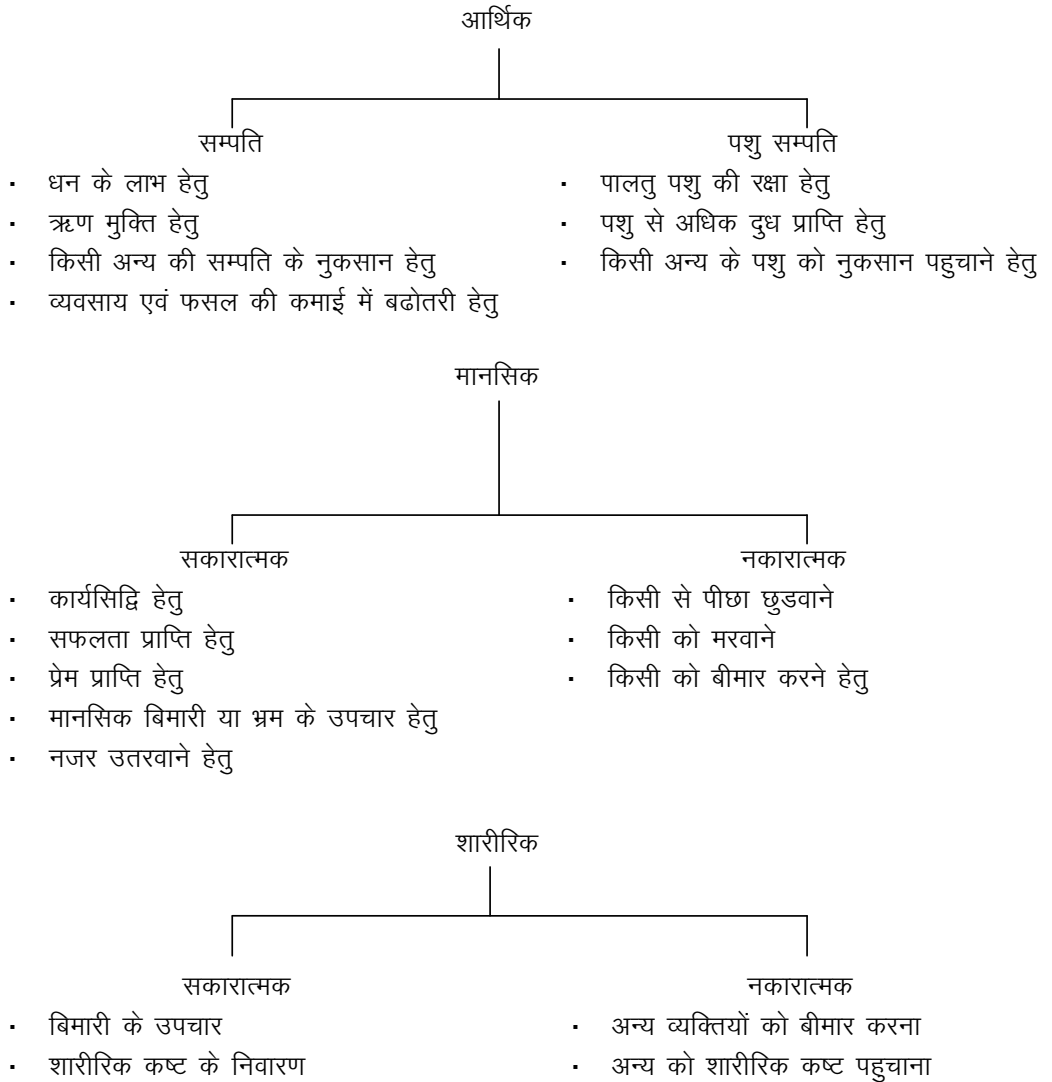 आर्थिक
सम्पति
▪ धन के लाभ हेतु
▪ ऋण मुक्ति हेतु
▪ किसी अन्य की सम्पति के नुकसान हेतु
▪ व्यवसाय एवं फसल की कमाई में बढोतरी हेतु
पशु सम्पति
▪ पालतु पशु की रक्षा हेतु
▪ पशु से अधिक दुध प्राप्ति हेतु
▪ किसी अन्य के पशु को नुकसान पहुचाने हेतु
मानसिक
सकारात्मक
▪ कार्यसिद्वि हेतु
▪ सफलता प्राप्ति हेतु
▪ प्रेम प्राप्ति हेतु
▪ मानसिक बिमारी या भ्रम के उपचार हेतु
▪ नजर उतरवाने हेतु
नकारात्मक
▪ किसी से पीछा छुडवाने
▪ किसी को मरवाने
▪ किसी को बीमार करने हेतु
शारीरिक
सकारात्मक
▪ बिमारी के उपचार
▪ शारीरिक कष्ट के निवारण
नकारात्मक
▪ अन्य व्यक्तियों को बीमार करना
▪ अन्य को शारीरिक कष्ट पहुचाना